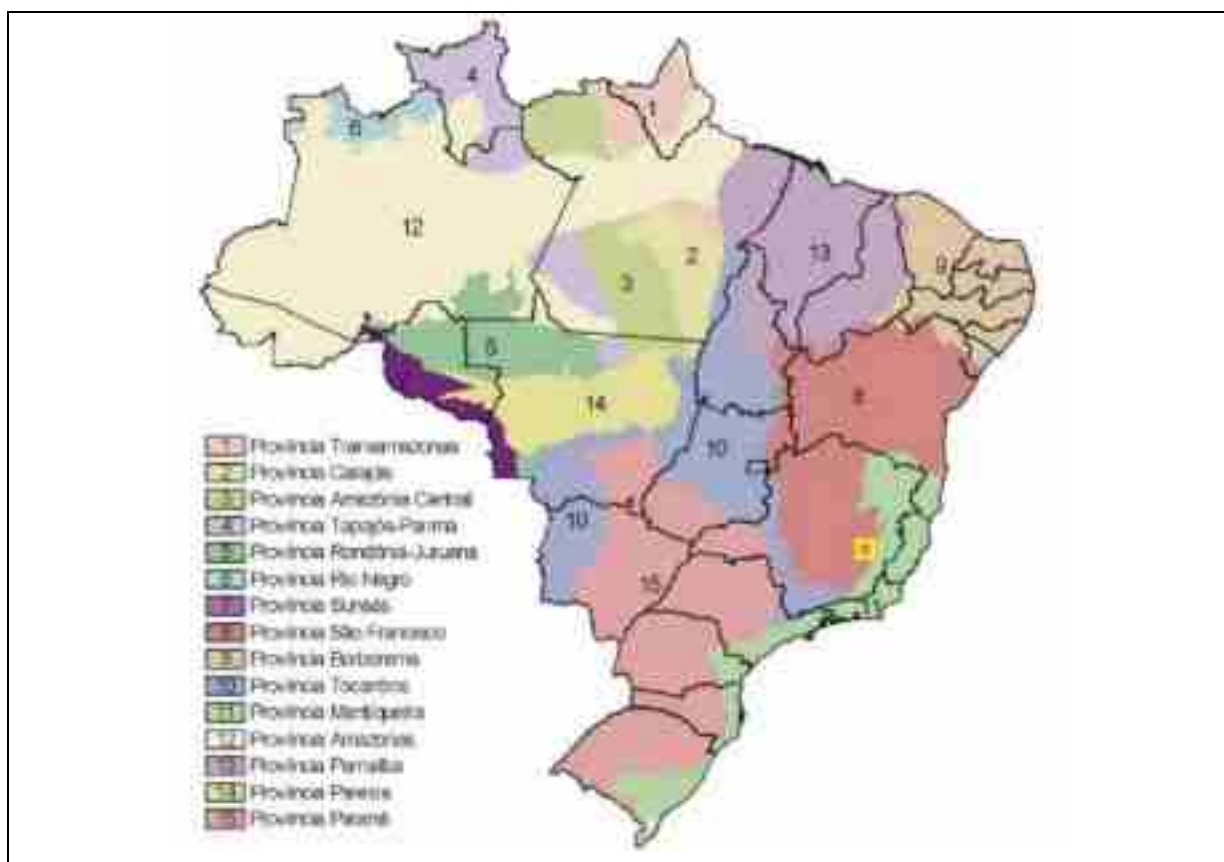 4
1
6
12
2
13
9
3
5
8
14
10
10
15
1 Província Transamazonas
2 Província Carajás
3 Província Amazônia Central
4 Província Tapajós-Parima
5 Província Rondônia-Juruena
6 Província Rio Negro
7 Província Sunsás
8 Província São Francisco
9 Província Borborema
10 Província Tocantins
11 Província Mantiqueira
12 Província Amazonas
13 Província Parnaíba
14 Província Parecis
15 Província Paraná